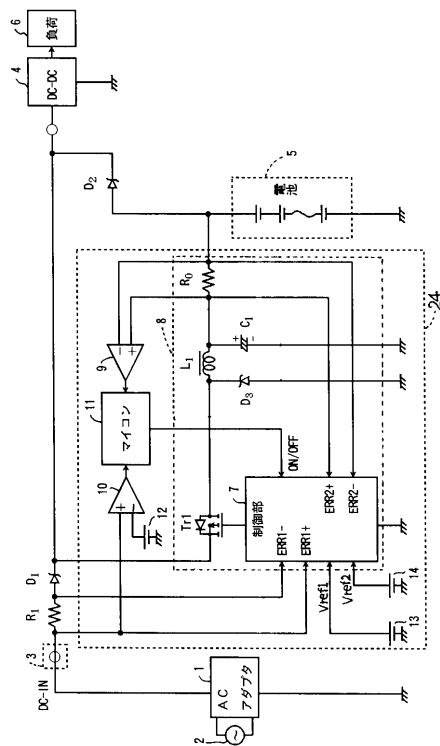 6
負荷
4
DC-DC
5
電池
D2
24
8
R0
9
−
+
C1
+
-
L1
D3
11
マイコン
10
+
−
12
Tr1
ON/OFF
7
制御部
ERR1-
ERR1+
ERR2+
ERR2-
Vref1
Vref2
13
14
D1
R1
3
DC-IN
1
AC
アダプタ
2